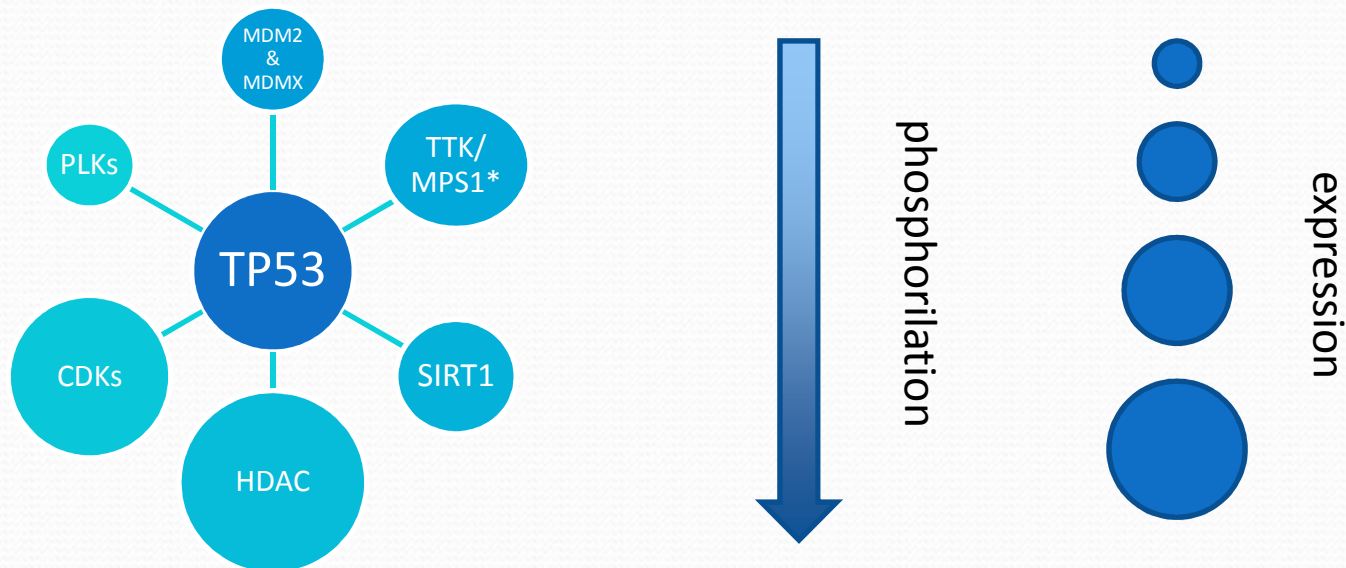 MDM2
&
MDMX
TTK/
MPS1*
PLKs
TP53
CDKs
SIRT1
HDAC
phosphorilation
expression